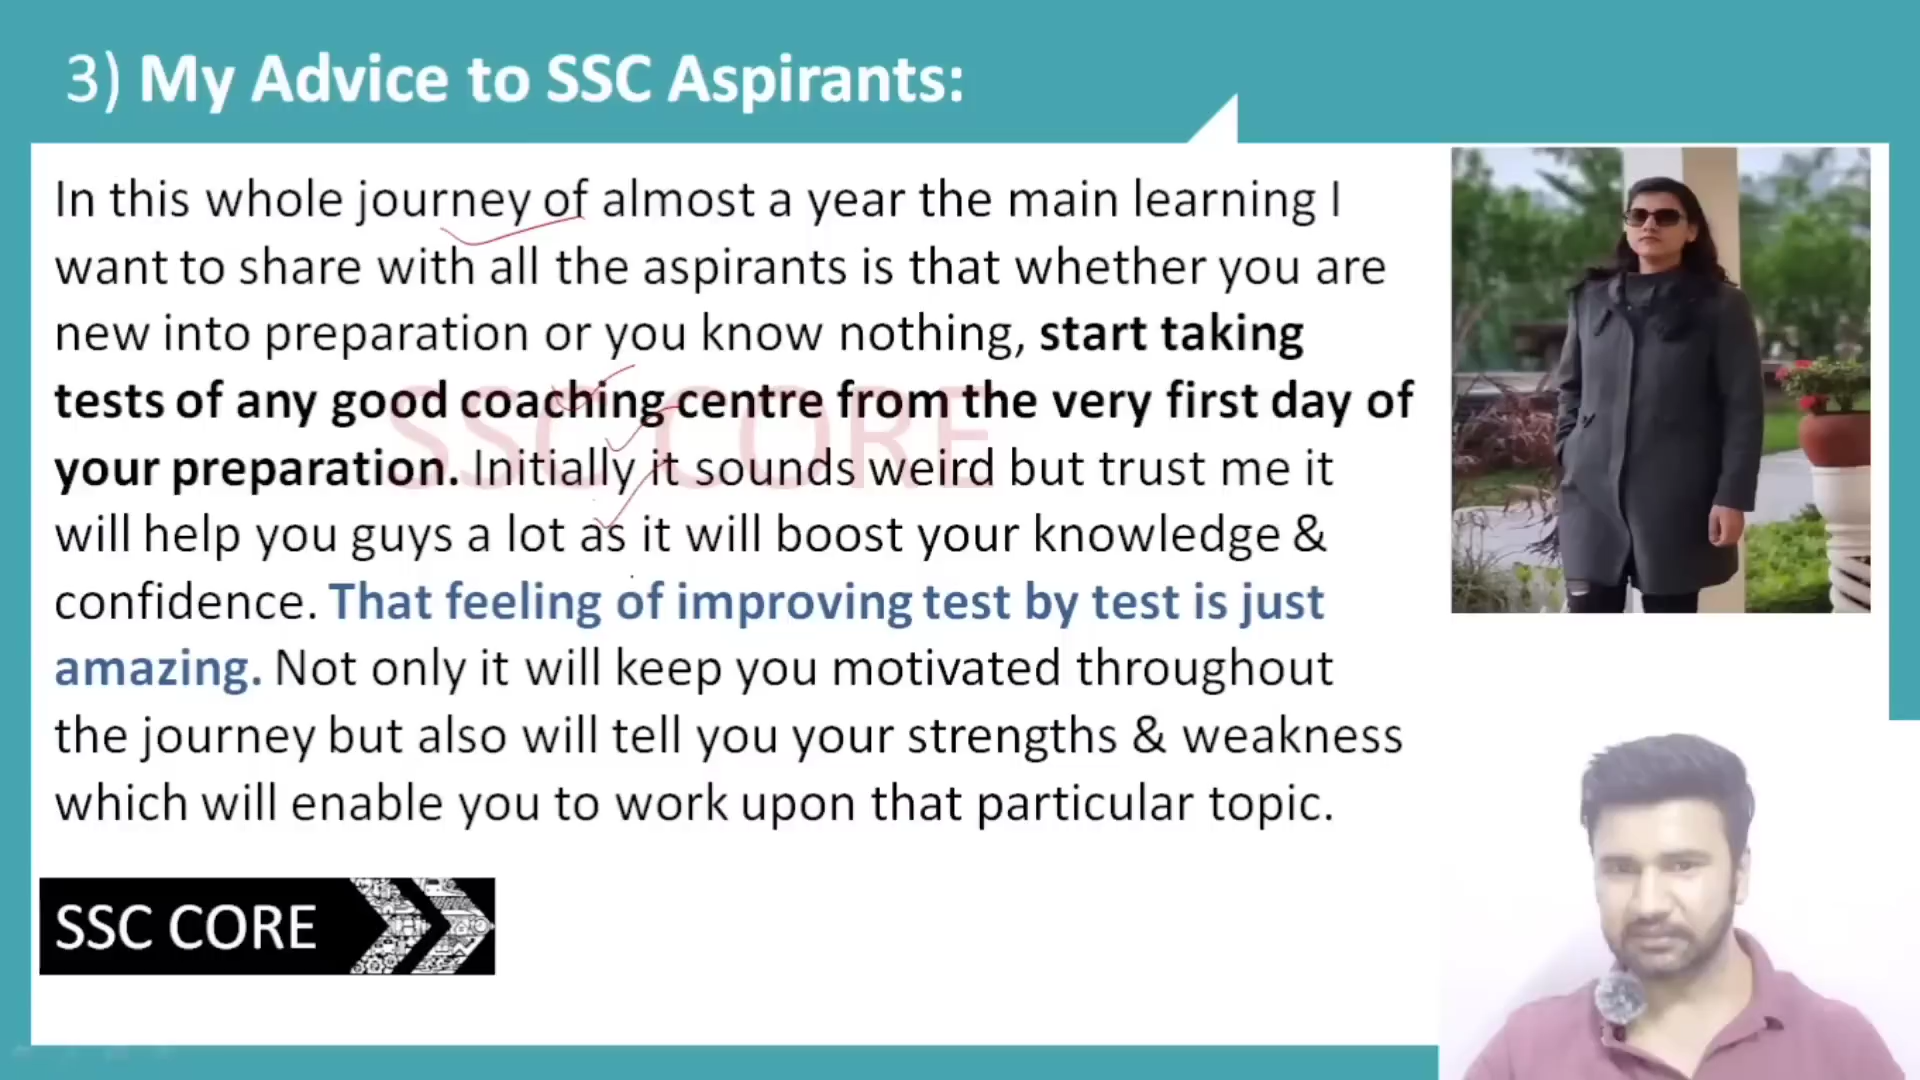 3) My Advice to SSC Aspirants:
In this whole journey of almost a year the main learning I
want to share with all the aspirants is that whether you are
new into preparation or you know nothing, start taking
tests of any good coaching centre from the very first day of
your preparation. Initially it sounds weird but trust me it
will help you guys a lot as it will boost your knowledge &
confidence. That feeling of improving test by test is just
amazing. Not only it will keep you motivated throughout
the journey but also will tell you your strengths & weakness
which will enable you to work upon that particular topic.
SSC CORE
SSC CORE